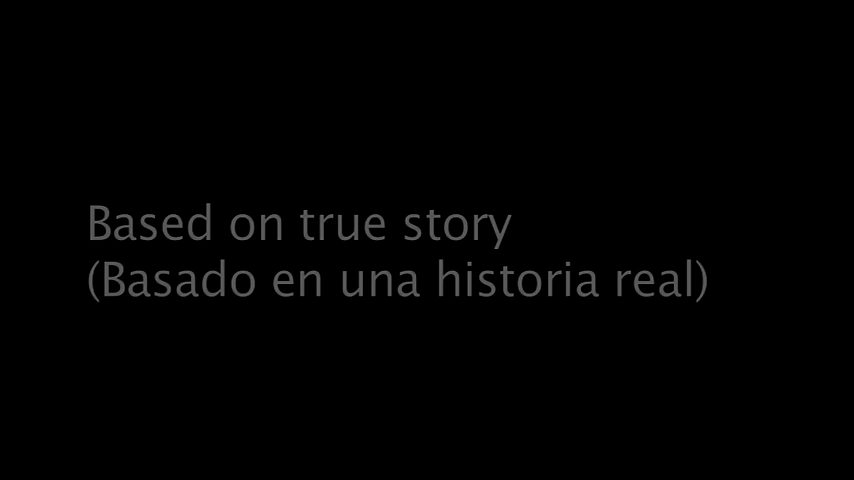 Based on true story
(Basado en una historia real)